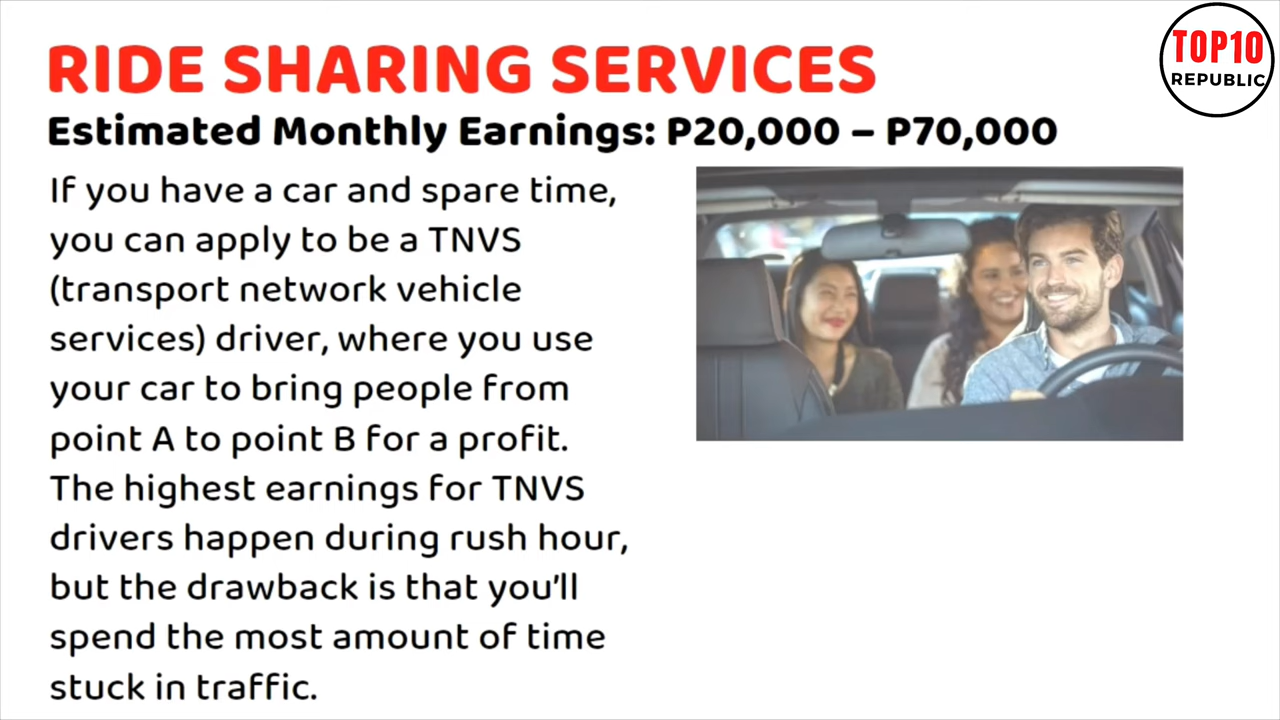 RIDE SHARING SERVICES
TOP10
REPUBLIC
Estimated Monthly Earnings: P20,000 – P70,000
If you have a car and spare time,
you can apply to be a TNVS
(transport network vehicle
services) driver, where you use
your car to bring people from
point A to point B for a profit.
The highest earnings for TNVS
drivers happen during rush hour,
but the drawback is that you'll
spend the most amount of time
stuck in traffic.